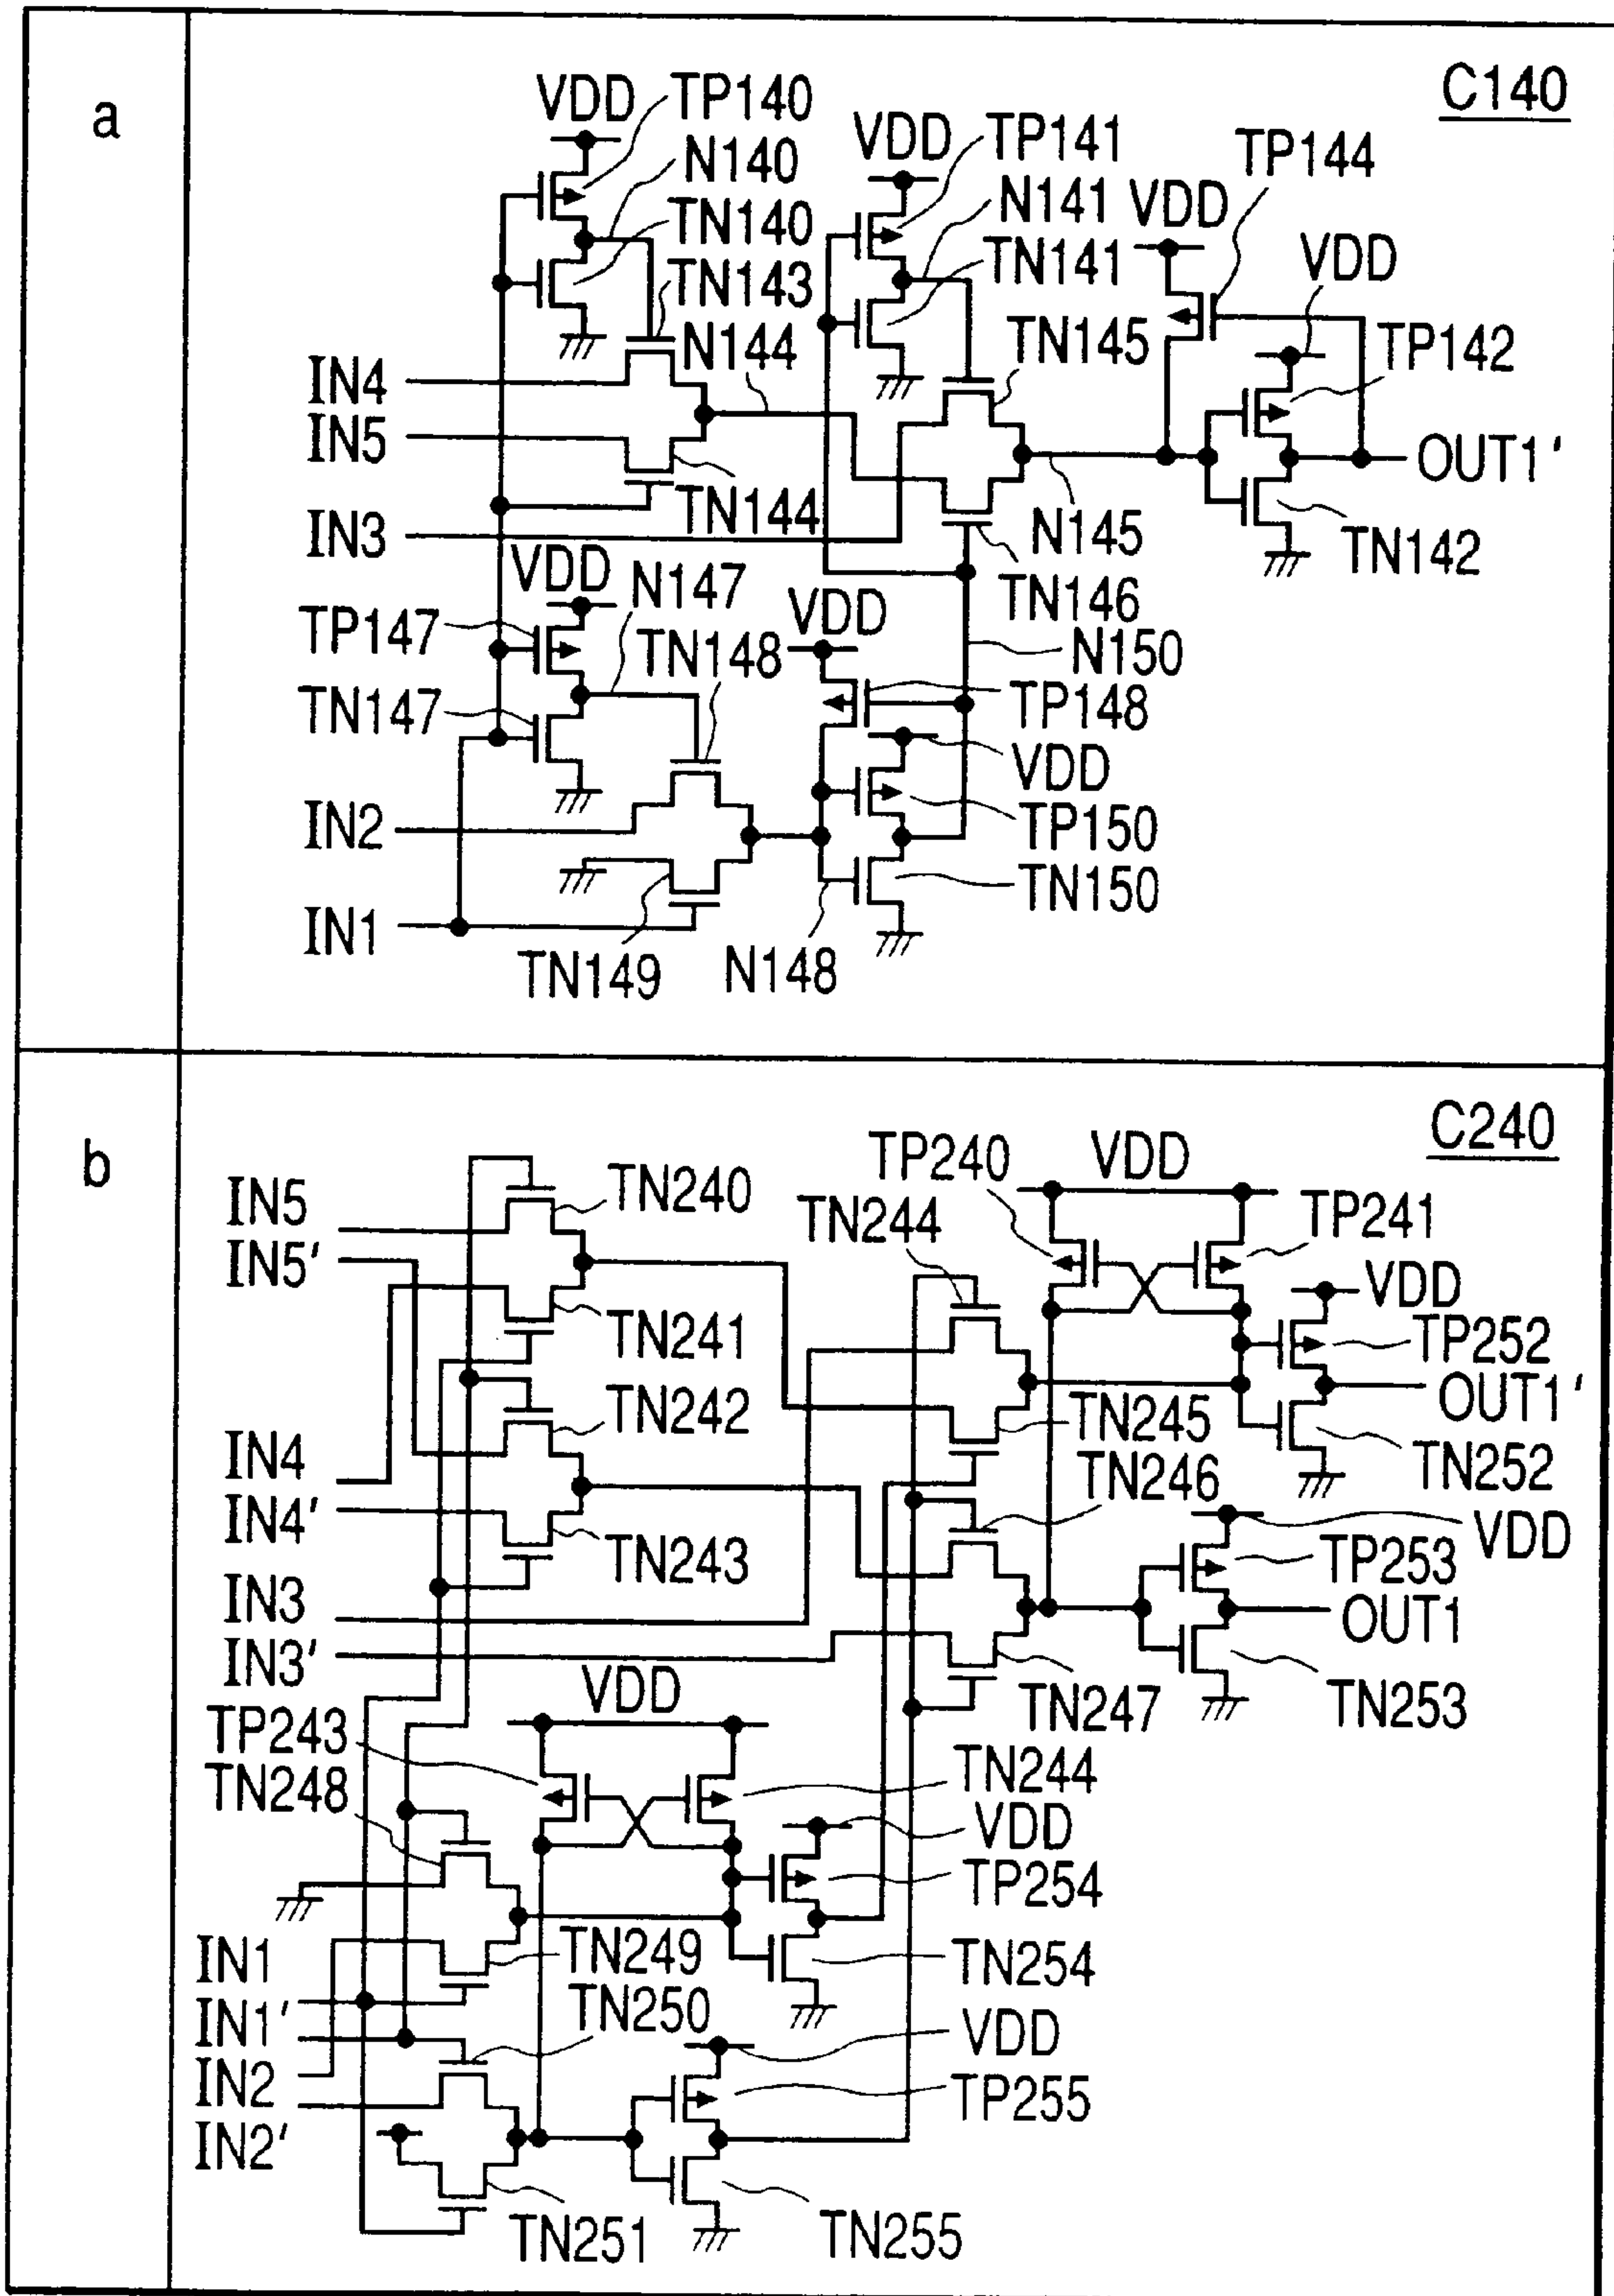 a
C140
VDD
TP140
N140
TN140
TN143
N144
VDD
TP141
N141
TN141
TN145
TP144
VDD
VDD
TP142
IN4
IN5
IN3
TN144
OUT1'
N145
TN142
VDD
N147
TN146
TP147
TN148
VDD
N150
TN147
TP148
VDD
IN2
TP150
TN150
IN1
TN149
N148
b
C240
IN5
IN5'
TN240
TP240
VDD
TN244
TP241
VDD
TN241
TP252
TN242
OUT1'
TN245
IN4
IN4'
TN246
TN252
TN243
VDD
TP253
IN3
OUT1
IN3'
VDD
TN247
TN253
TP243
TN248
TN244
VDD
TP254
IN1
TN249
TN254
IN1'
TN250
VDD
IN2
TP255
IN2'
TN251
TN255